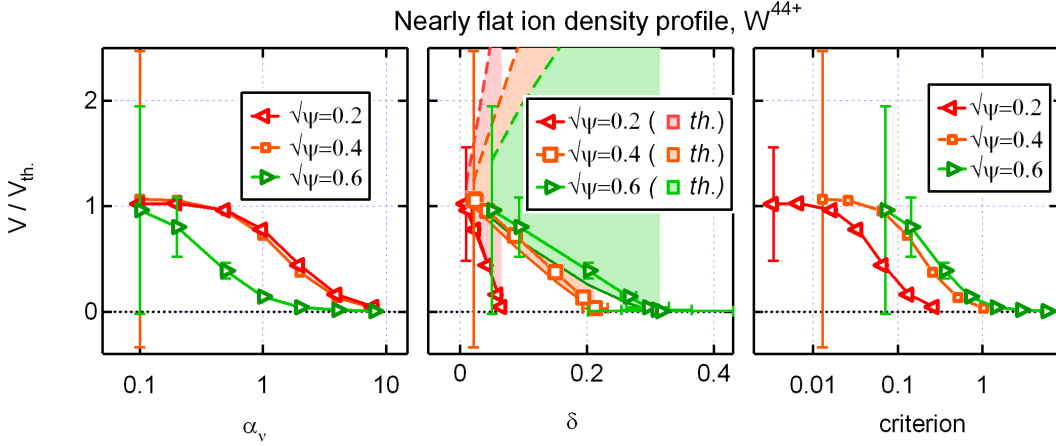 Nearly flat ion density profile, W⁴⁴⁺
V / V_th.
2
1
0
√ψ=0.2
√ψ=0.4
√ψ=0.6
0.1 1 10
α_ν
√ψ=0.2 ( th.)
√ψ=0.4 ( th.)
√ψ=0.6 ( th.)
0 0.2 0.4
δ
√ψ=0.2
√ψ=0.4
√ψ=0.6
0.01 0.1 1
criterion